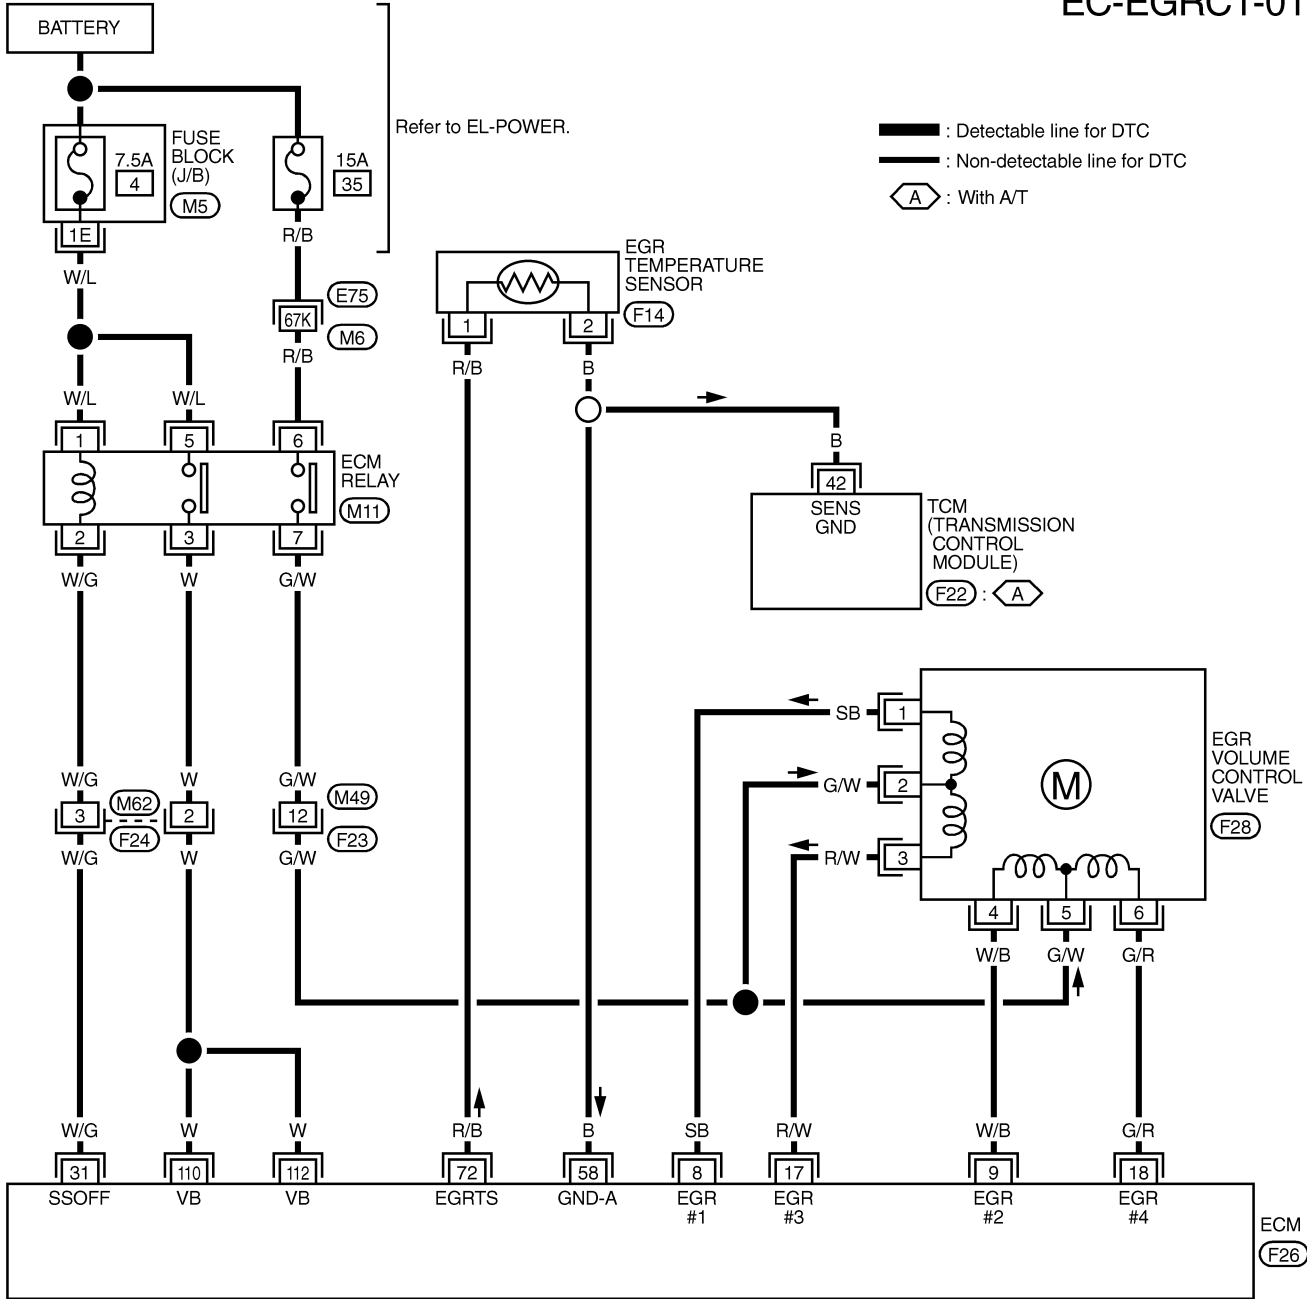 EC-EGRC1-01
BATTERY
Refer to EL-POWER.
: Detectable line for DTC
: Non-detectable line for DTC
A : With A/T
7.5A
4
FUSE
BLOCK
(J/B)
M5
15A
35
1E
R/B
W/L
E75
67K
M6
R/B
EGR
TEMPERATURE
SENSOR
F14
1
2
R/B
B
W/L
W/L
1
5
6
ECM
RELAY
M11
2
3
7
W/G
W
G/W
B
42
SENS
GND
TCM
(TRANSMISSION
CONTROL
MODULE)
F22 : A
SB
1
G/W
2
R/W
3
M
EGR
VOLUME
CONTROL
VALVE
F28
4
5
6
W/B
G/W
G/R
W/G
W
G/W
3
M62
F24
2
12
M49
F23
W/G
W
G/W
W/G
W
W
R/B
B
SB
R/W
W/B
G/R
31
110
112
72
58
8
17
9
18
SSOFF
VB
VB
EGRTS
GND-A
EGR
#1
EGR
#3
EGR
#2
EGR
#4
ECM
F26